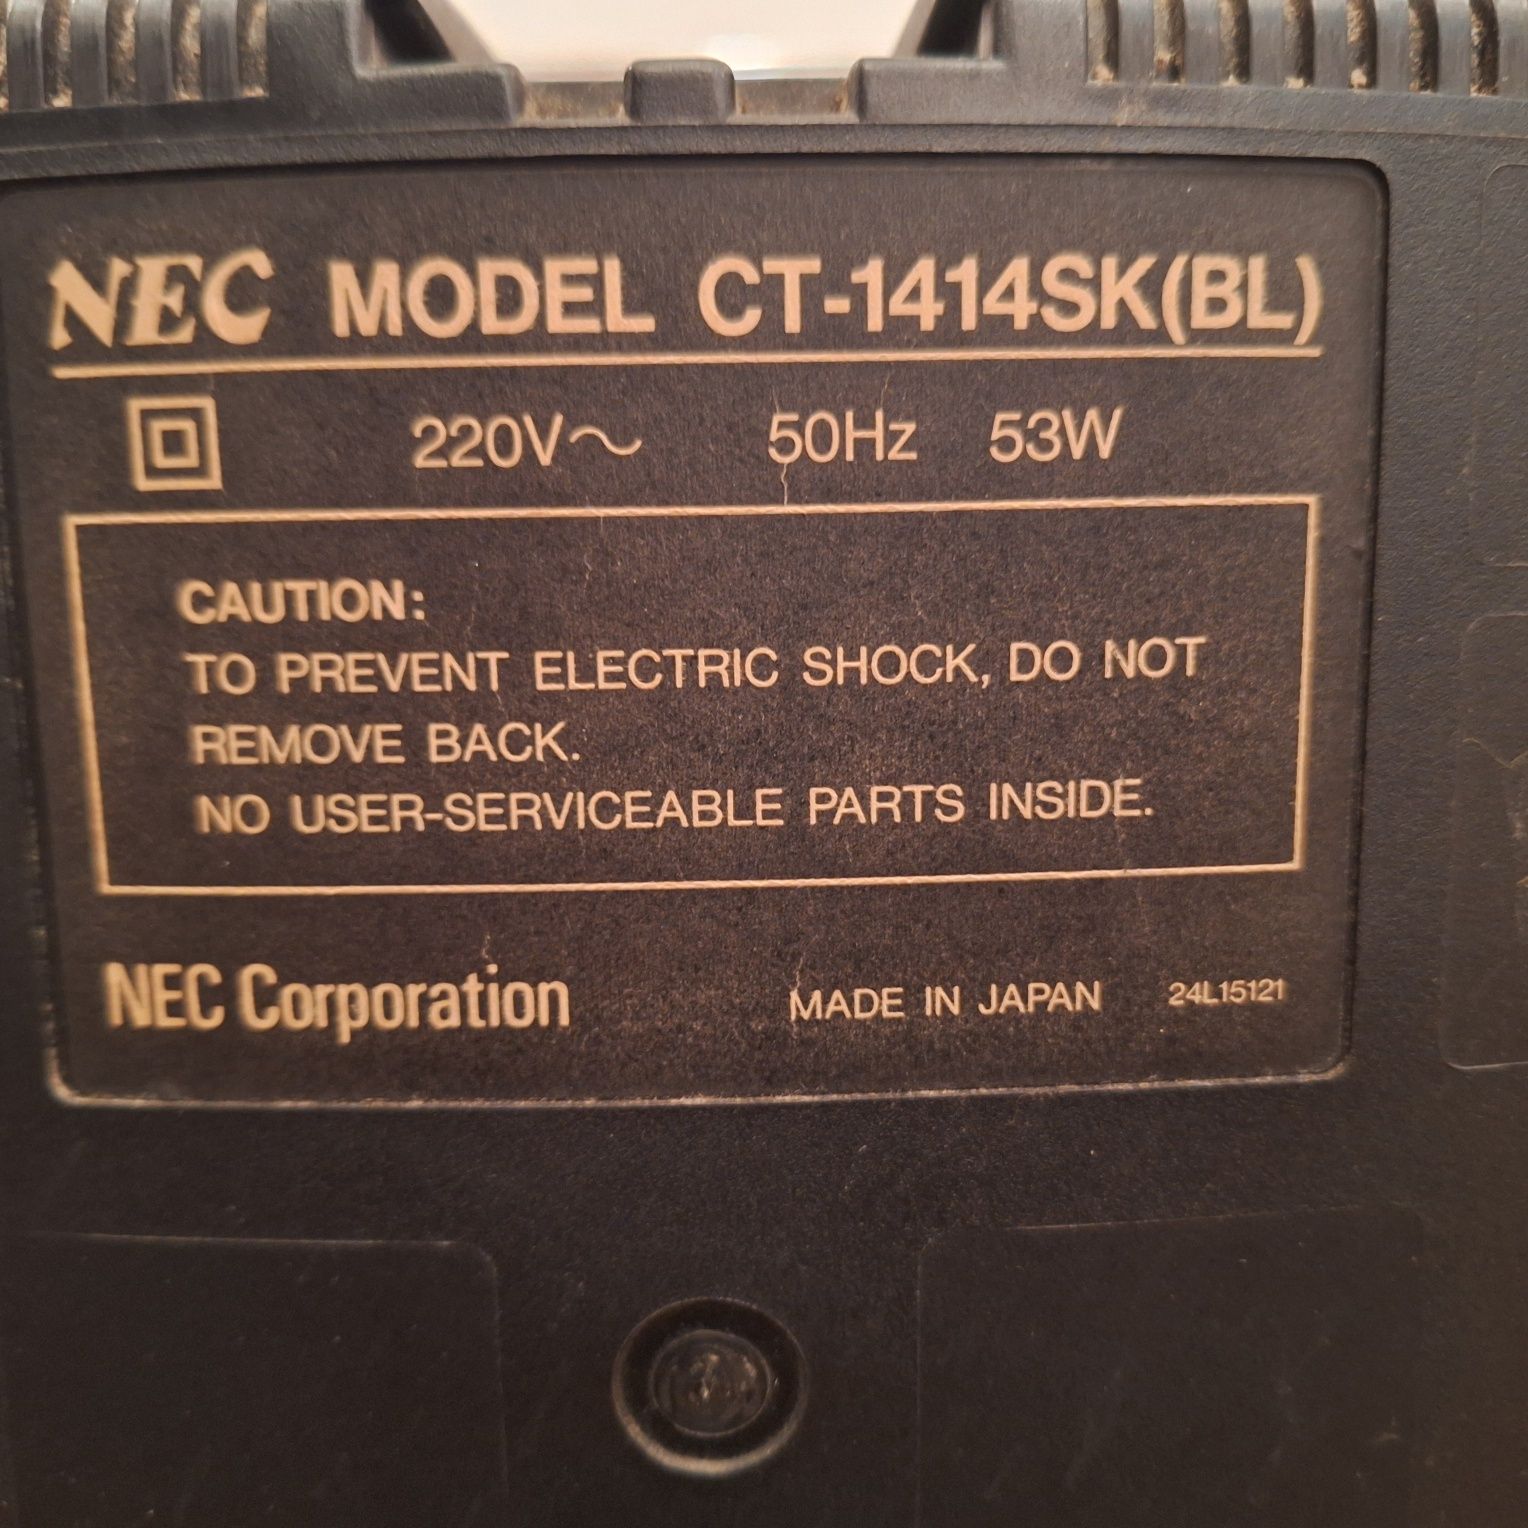 NEC MODEL CT-1414SK(BL)
220V～ 50Hz 53W
CAUTION:
TO PREVENT ELECTRIC SHOCK, DO NOT
REMOVE BACK.
NO USER-SERVICEABLE PARTS INSIDE.
NEC Corporation MADE IN JAPAN 24L15121